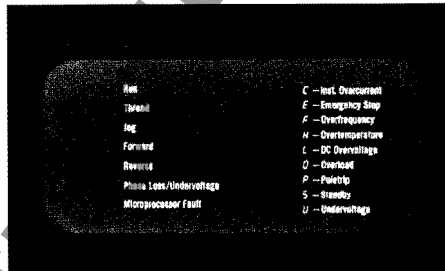 Run
Thread
Jog
Forward
Reverse
Phase Loss/Undervoltage
Microprocessor Fault
C – Inst. Overcurrent
E – Emergency Stop
F – Overfrequency
H – Overtemperature
L – DC Overvoltage
O – Overload
P – Poletrip
S – Standby
U – Undervoltage